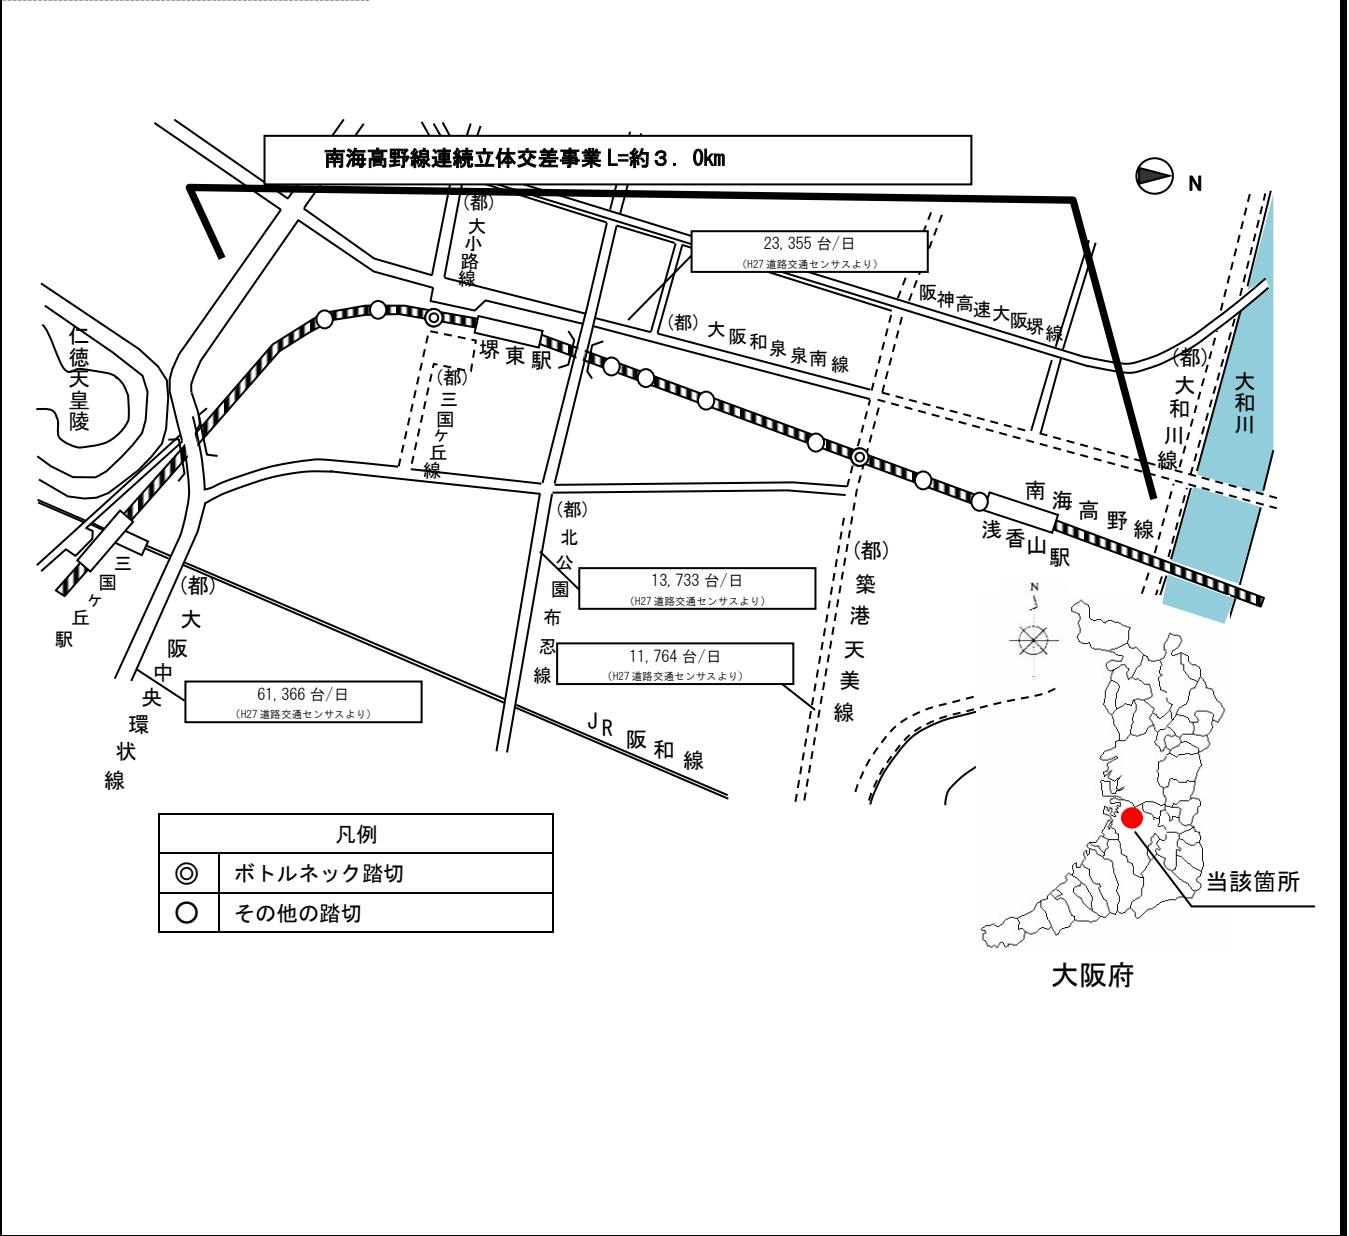 南海高野線連続立体交差事業 L=約３．０km
N
(都)大小路線
23,355 台/日
(H27 道路交通センサスより)
阪神高速大阪堺線
(都)大阪和泉泉南線
(都)大和川線
大和川
仁徳天皇陵
堺東駅
(都)三国ヶ丘線
南海高野線
浅香山駅
三国ヶ丘駅
(都)大阪中央環状線
(都)北公園布忍線
(都)築港天美線
13,733 台/日
(H27 道路交通センサスより)
11,764 台/日
(H27 道路交通センサスより)
61,366 台/日
(H27 道路交通センサスより)
JR阪和線
N
凡例
ボトルネック踏切
その他の踏切
当該箇所
大阪府